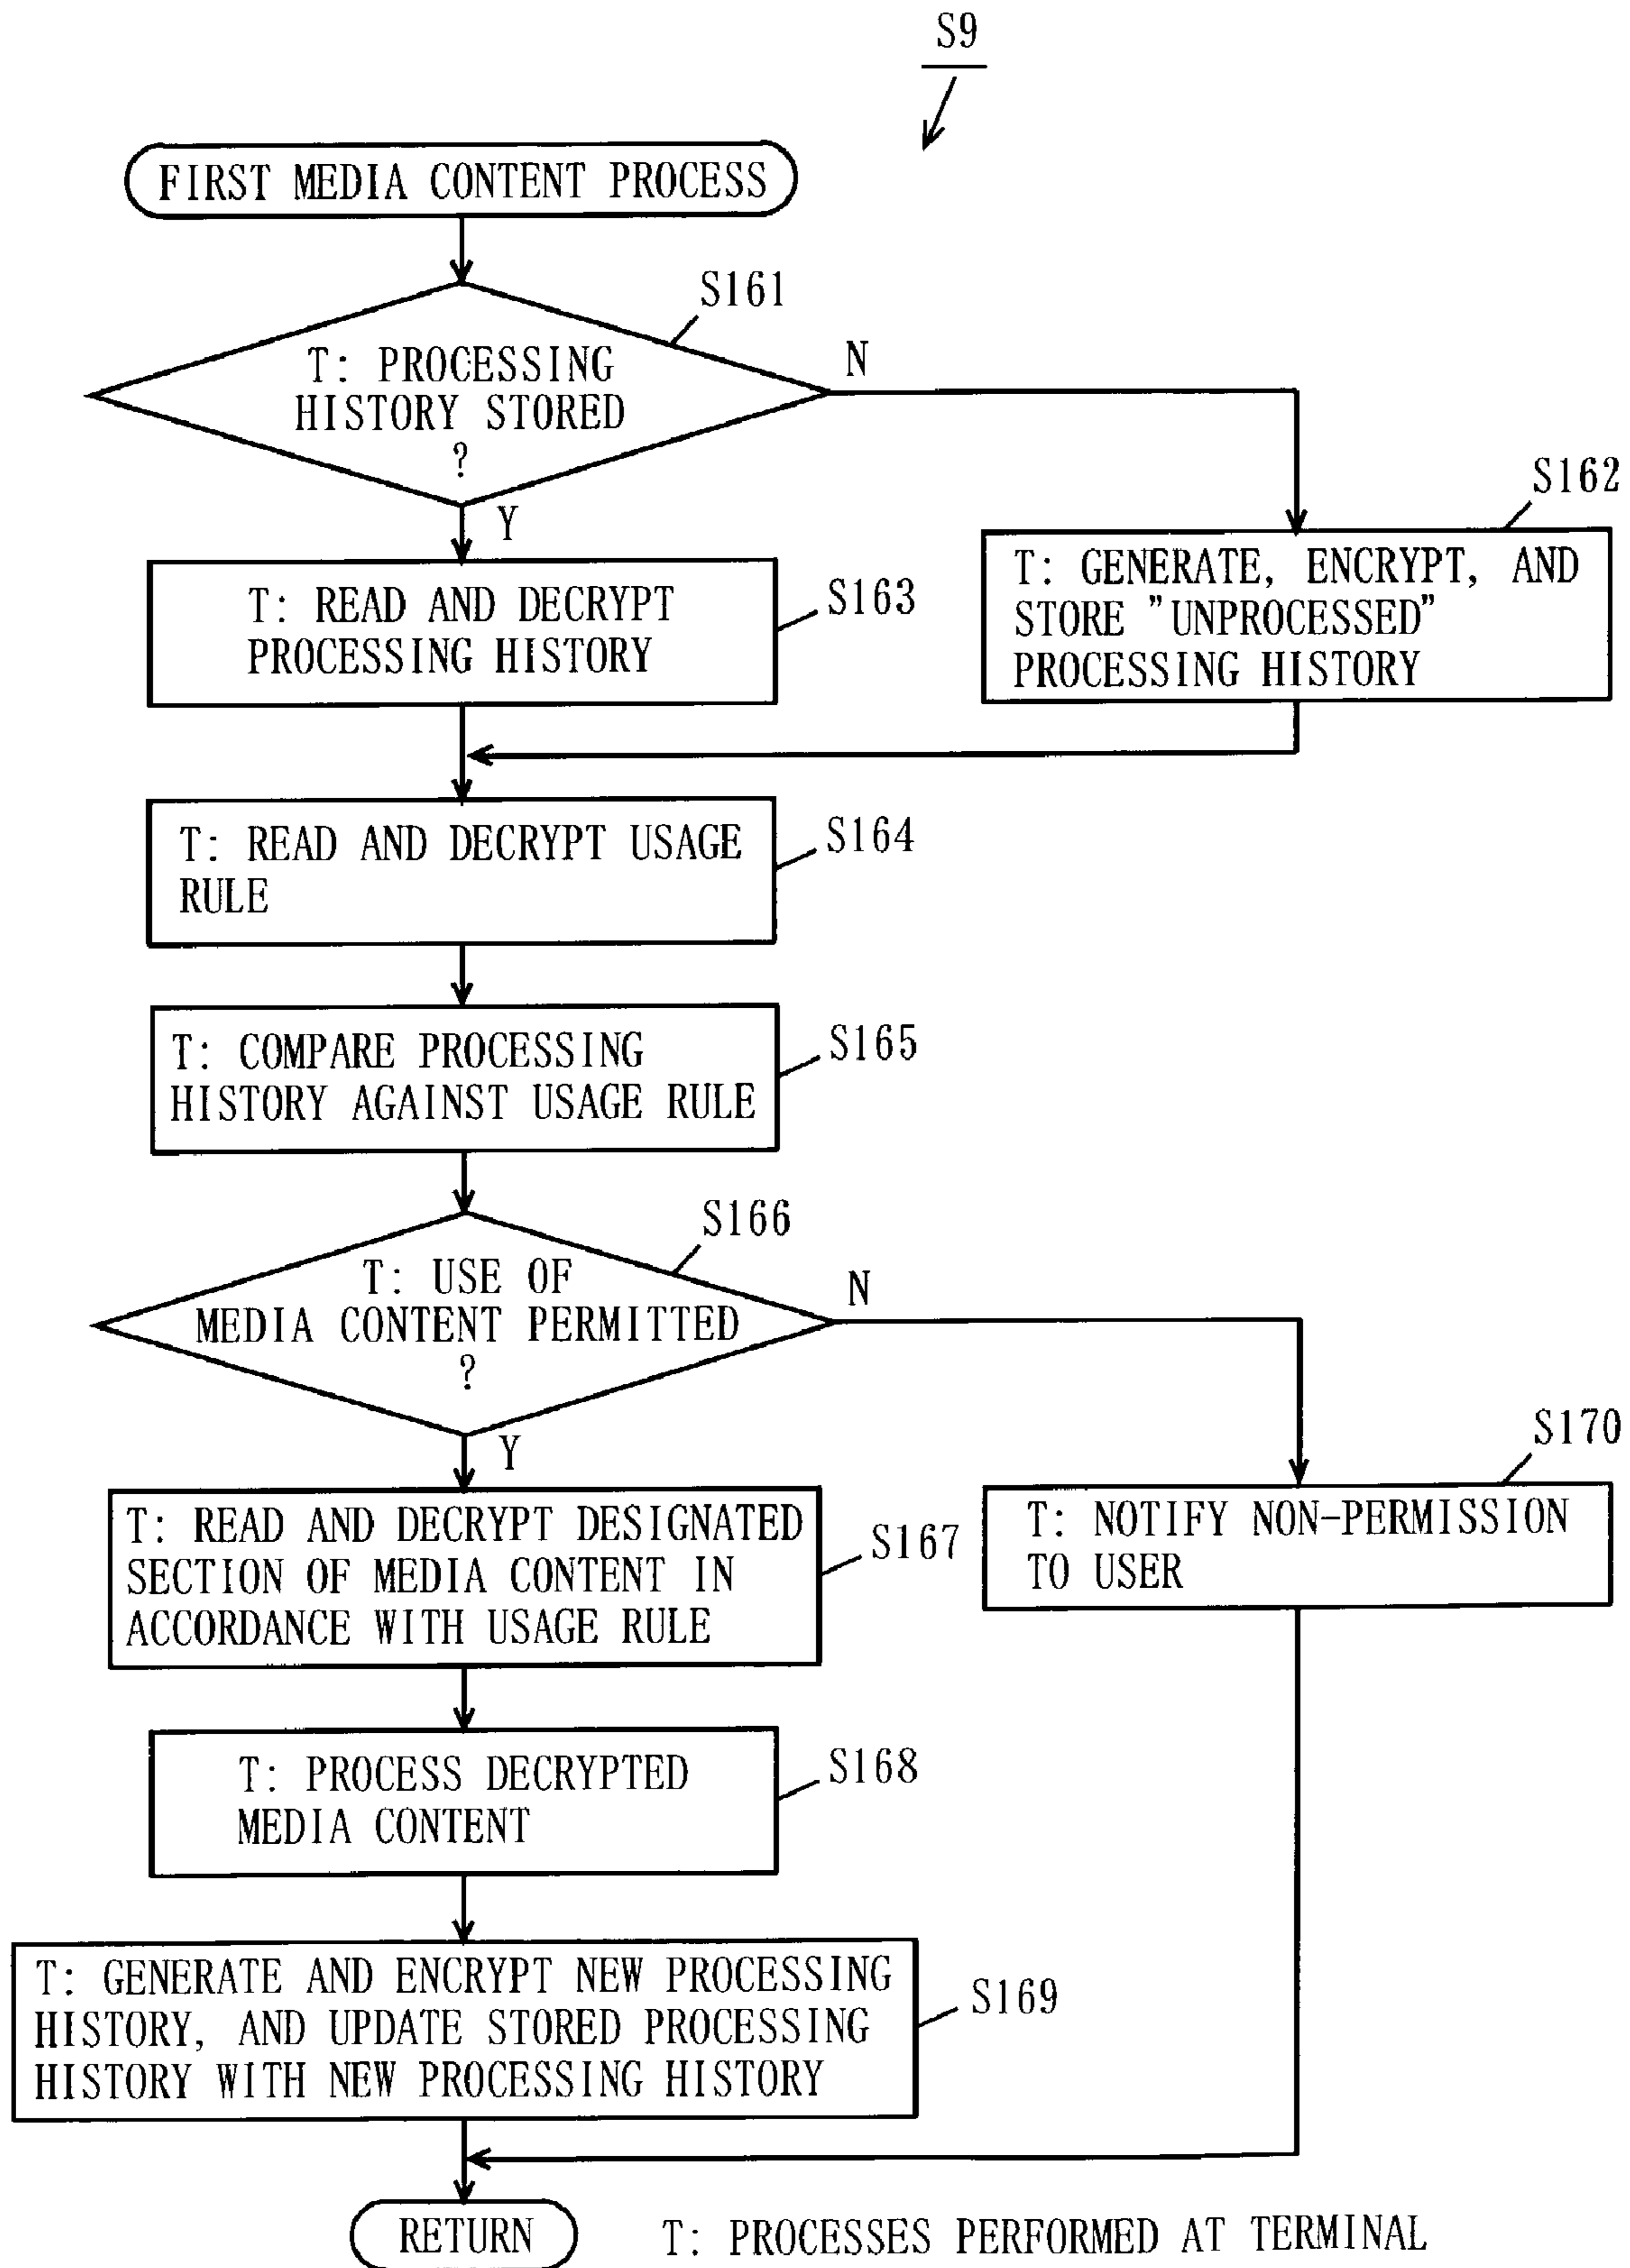 S9
FIRST MEDIA CONTENT PROCESS
S161
T: PROCESSING
HISTORY STORED
?
N
Y
S162
T: GENERATE, ENCRYPT, AND
STORE "UNPROCESSED"
PROCESSING HISTORY
S163
T: READ AND DECRYPT
PROCESSING HISTORY
S164
T: READ AND DECRYPT USAGE
RULE
S165
T: COMPARE PROCESSING
HISTORY AGAINST USAGE RULE
S166
T: USE OF
MEDIA CONTENT PERMITTED
?
N
Y
S170
T: NOTIFY NON-PERMISSION
TO USER
S167
T: READ AND DECRYPT DESIGNATED
SECTION OF MEDIA CONTENT IN
ACCORDANCE WITH USAGE RULE
S168
T: PROCESS DECRYPTED
MEDIA CONTENT
S169
T: GENERATE AND ENCRYPT NEW PROCESSING
HISTORY, AND UPDATE STORED PROCESSING
HISTORY WITH NEW PROCESSING HISTORY
RETURN
T: PROCESSES PERFORMED AT TERMINAL